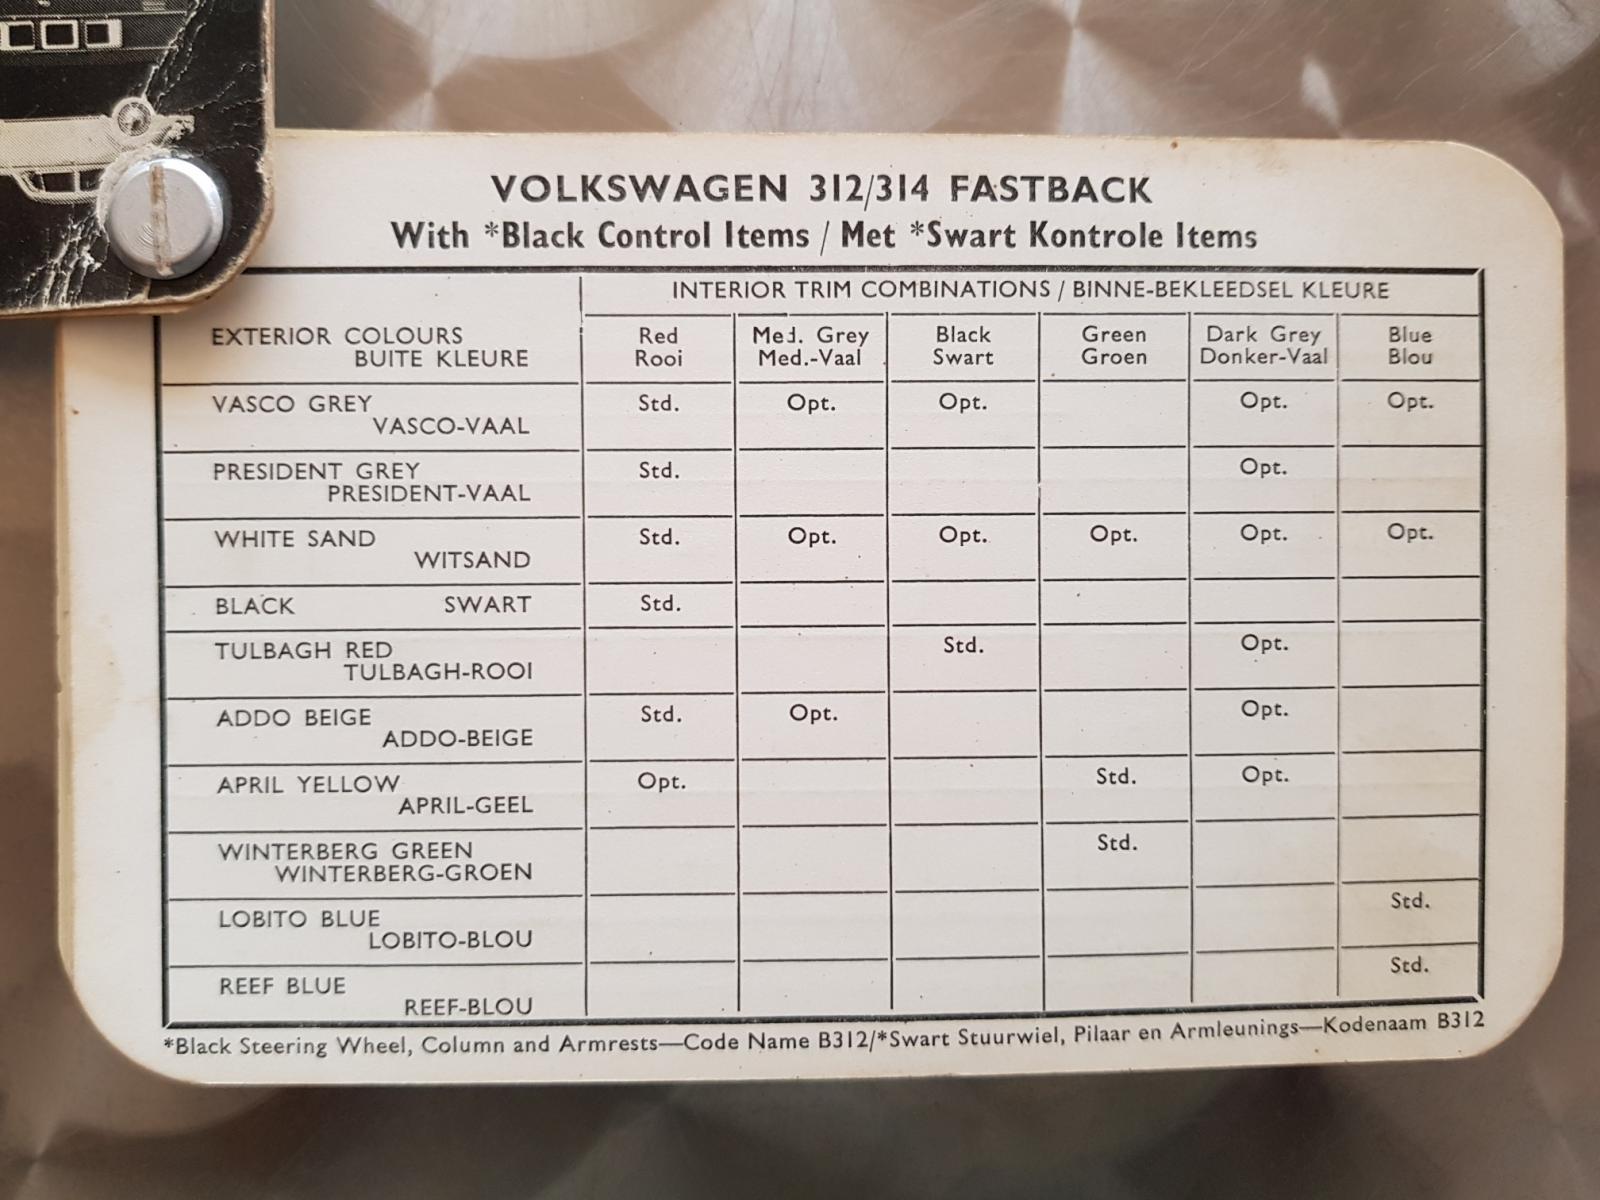 VOLKSWAGEN 312/314 FASTBACK
With *Black Control Items / Met *Swart Kontrole Items
INTERIOR TRIM COMBINATIONS / BINNE-BEKLEEDSEL KLEURE
EXTERIOR COLOURS Red Med. Grey Black Green Dark Grey Blue
BUITE KLEURE Rooi Med.-Vaal Swart Groen Donker-Vaal Blou
VASCO GREY Std. Opt. Opt. Opt. Opt.
VASCO-VAAL
PRESIDENT GREY Std. Opt.
PRESIDENT-VAAL
WHITE SAND Std. Opt. Opt. Opt. Opt. Opt.
WITSAND
BLACK SWART Std.
TULBAGH RED Std. Opt.
TULBAGH-ROOI
ADDO BEIGE Std. Opt. Opt.
ADDO-BEIGE
APRIL YELLOW Opt. Std. Opt.
APRIL-GEEL
WINTERBERG GREEN Std.
WINTERBERG-GROEN
LOBITO BLUE Std.
LOBITO-BLOU
REEF BLUE Std.
REEF-BLOU
*Black Steering Wheel, Column and Armrests—Code Name B312/*Swart Stuurwiel, Pilaar en Armleunings—Kodenaam B312